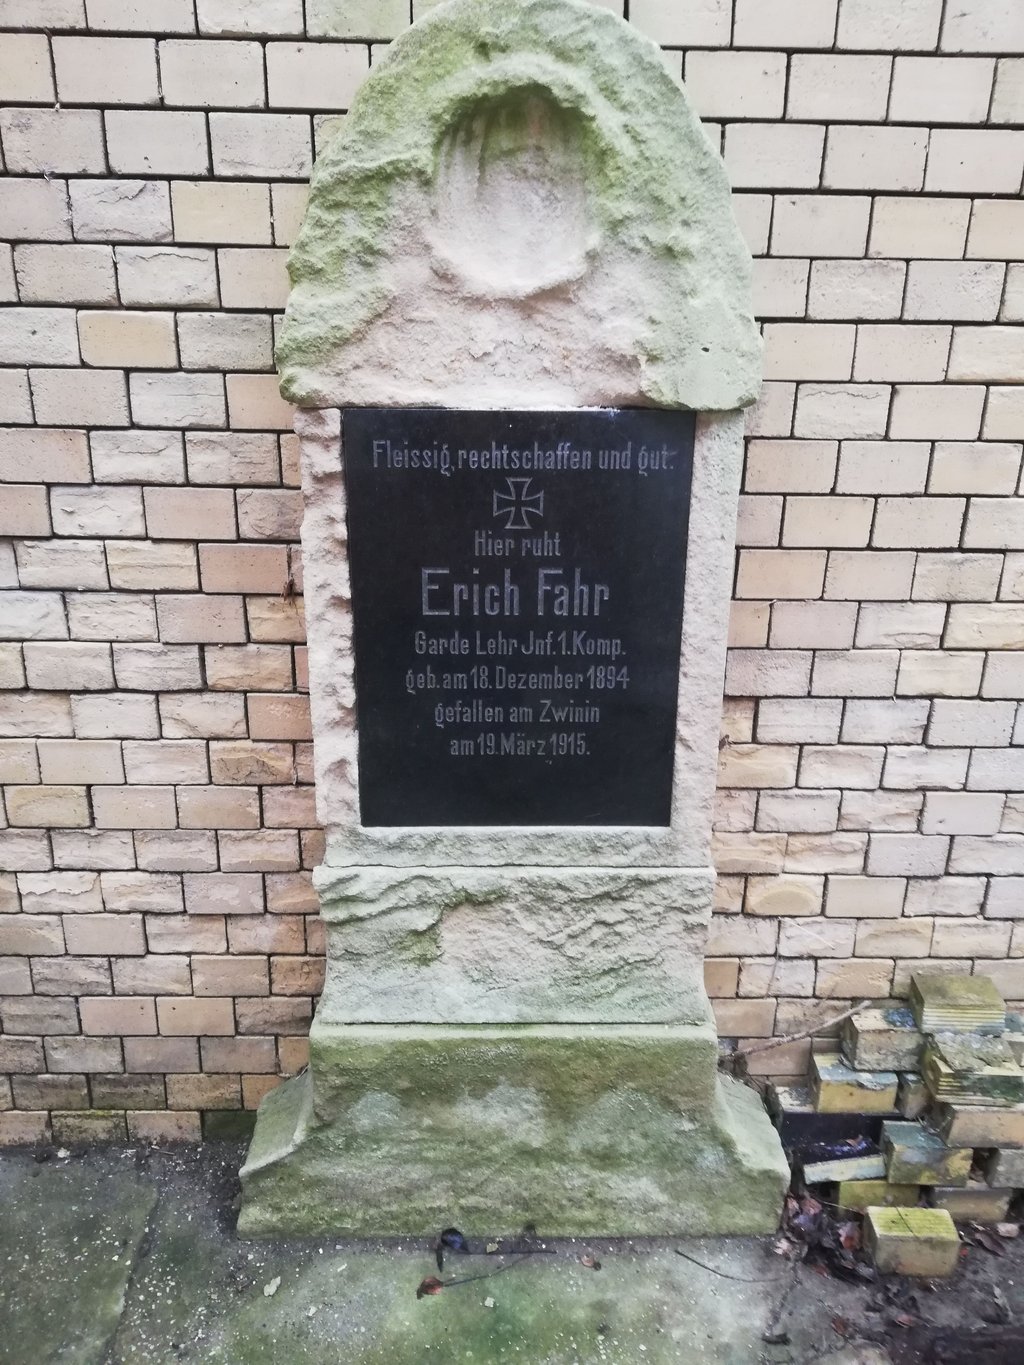 Fleissig, rechtschaffen und gut.
Hier ruht
Erich Fahr
Garde Lehr Jnf. 1. Komp.
geb. am 18. Dezember 1894
gefallen am Zwinin
am 19. März 1915.